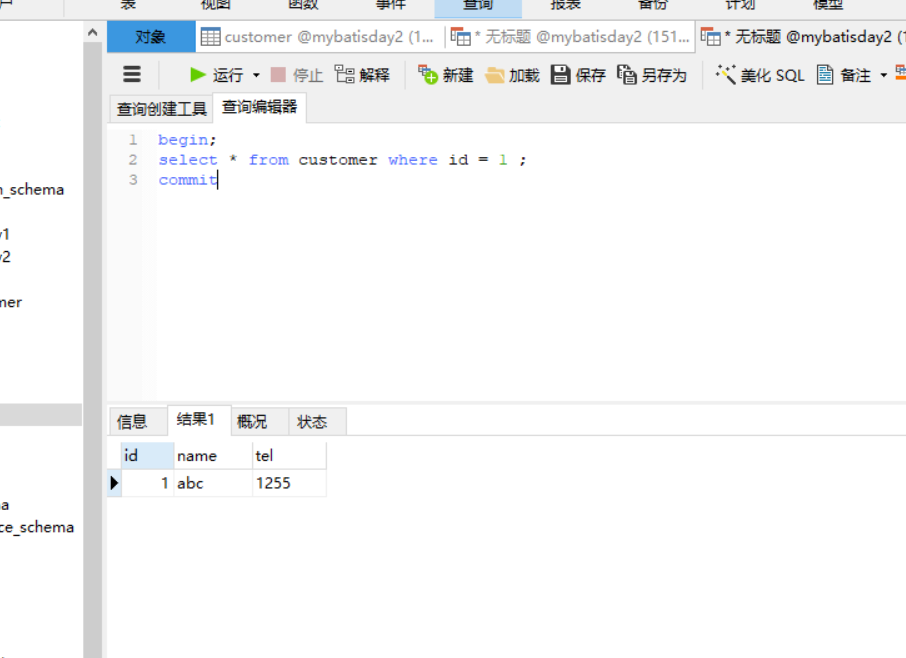 表 视图 函数 事件 查询 报表 备份 计划 模型
对象 customer @mybatisday2 (1... * 无标题 @mybatisday2 (151... * 无标题 @mybatisday2 (1
运行 停止 解释 新建 加载 保存 另存为 美化 SQL 备注
查询创建工具 查询编辑器
1 begin;
2 select * from customer where id = 1 ;
3 commit
_schema
1
2
mer
a
ce_schema
信息 结果1 概况 状态
id name tel
1 abc 1255